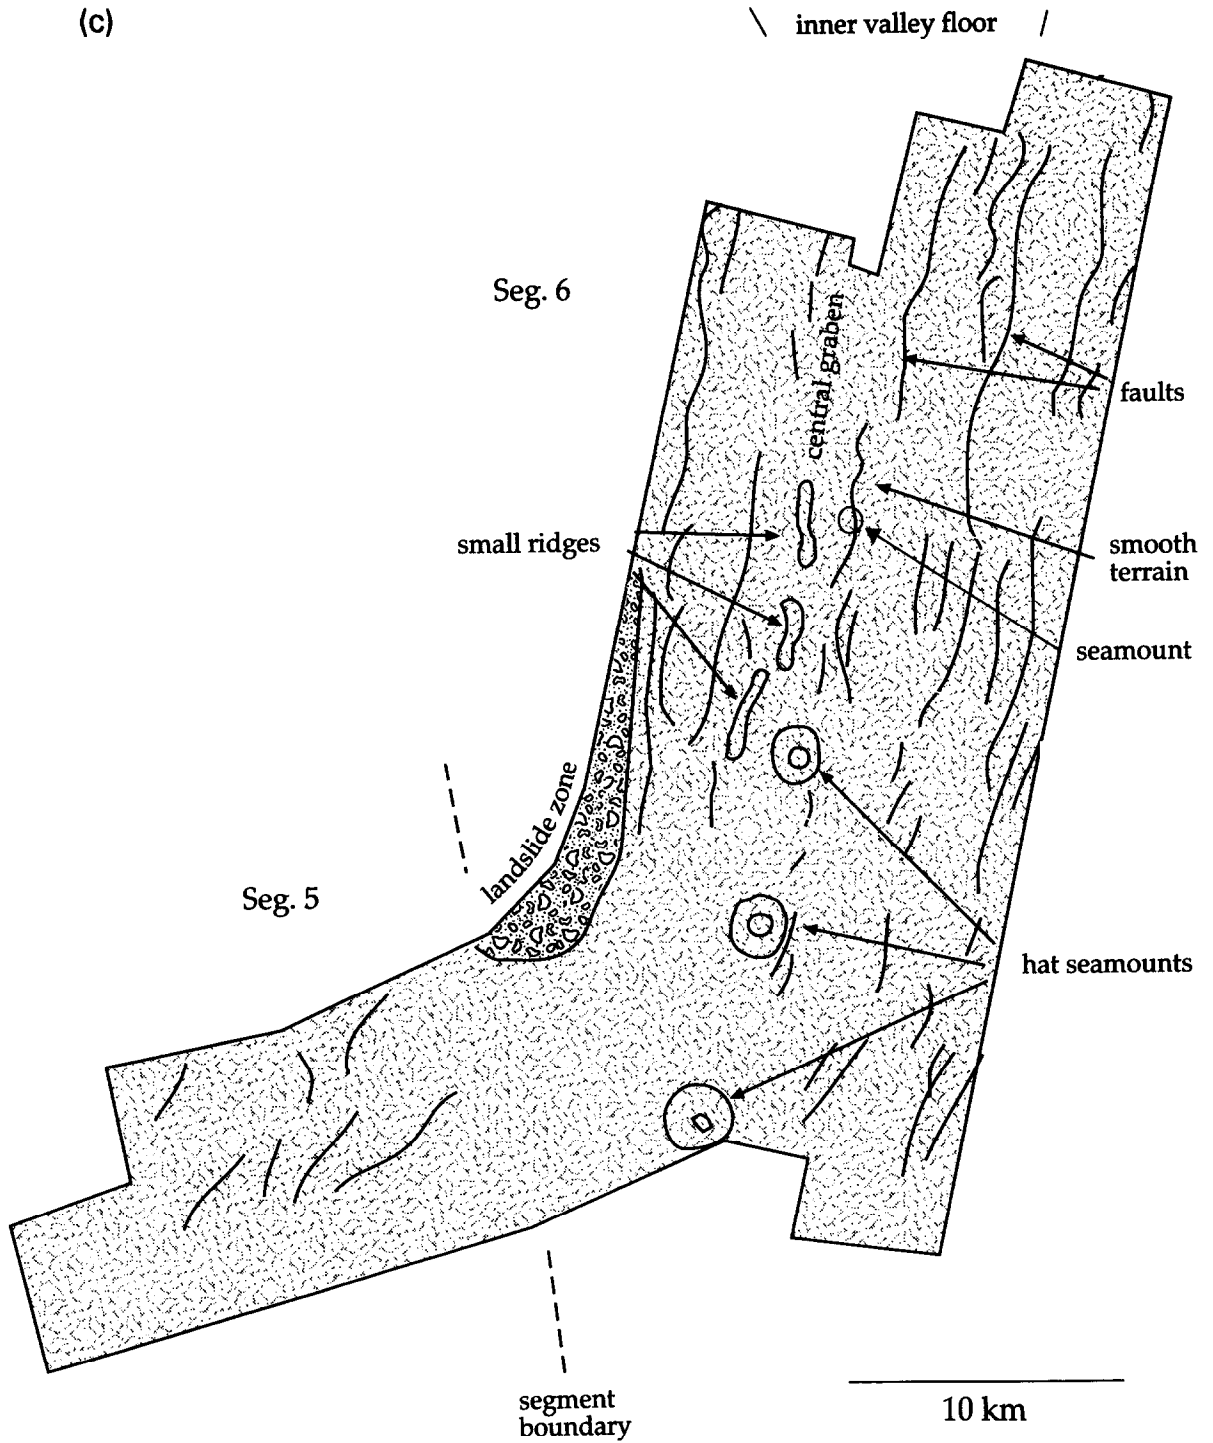 (c)
inner valley floor
Seg. 6
central graben
faults
small ridges
smooth
terrain
seamount
landslide zone
Seg. 5
hat seamounts
segment
boundary
10 km